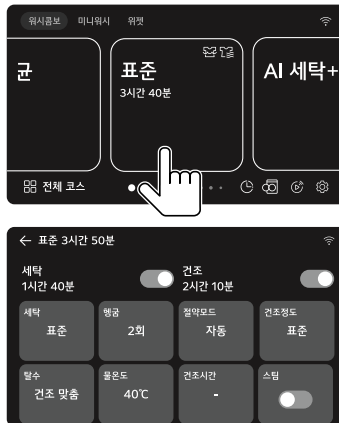 워시콤보 미니워시 위젯
균
표준
3시간 40분
AI 세탁+
전체 코스
← 표준 3시간 50분
세탁
1시간 40분
건조
2시간 10분
세탁
표준
헹굼
2회
절약모드
자동
건조정도
표준
탈수
건조 맞춤
물온도
40℃
건조시간
-
스팀